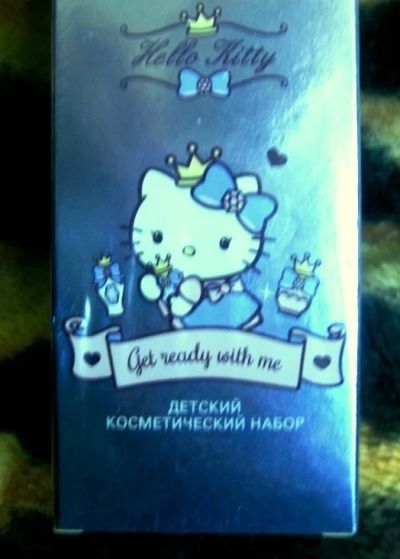 Hello Kitty
Get ready with me
ДЕТСКИЙ
КОСМЕТИЧЕСКИЙ НАБОР